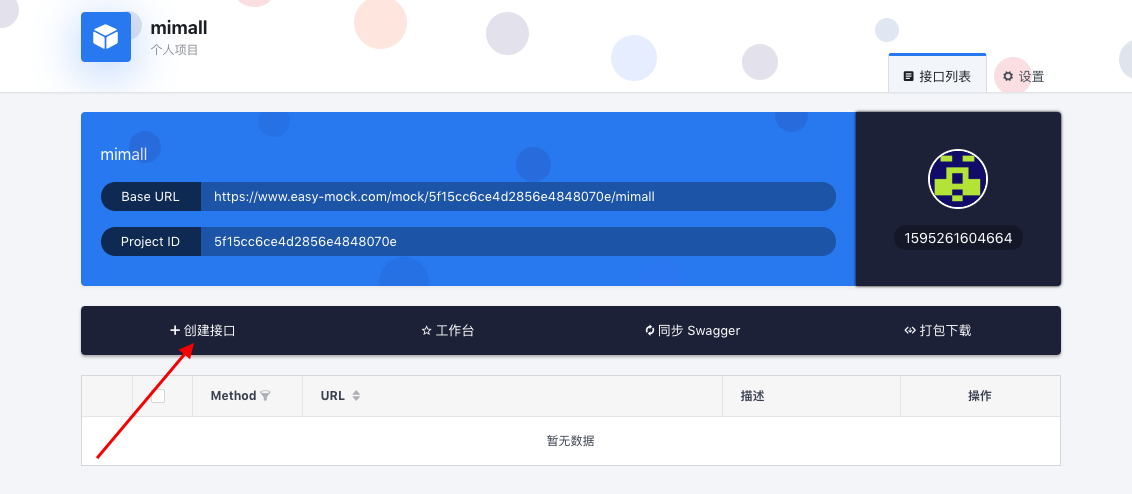 mimall
个人项目
接口列表 设置
mimall
Base URL https://www.easy-mock.com/mock/5f15cc6ce4d2856e4848070e/mimall
Project ID 5f15cc6ce4d2856e4848070e
1595261604664
创建接口 工作台 同步 Swagger 打包下载
Method URL 描述 操作
暂无数据